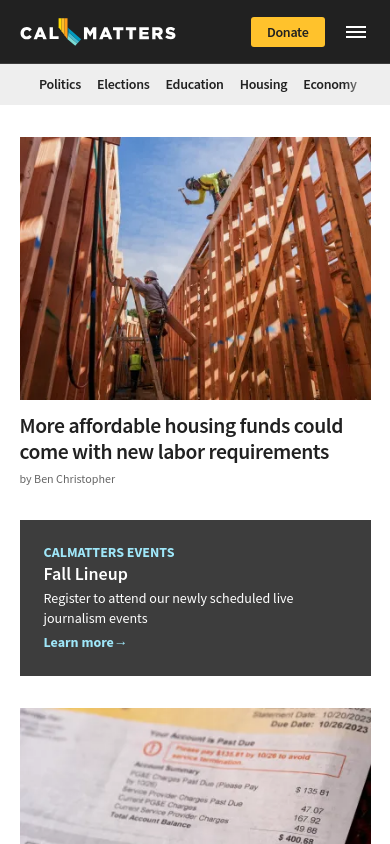 CAL MATTERS
Donate
Politics Elections Education Housing Economy
More affordable housing funds could
come with new labor requirements
by Ben Christopher
CALMATTERS EVENTS
Fall Lineup
Register to attend our newly scheduled live
journalism events
Learn more→
Statement Date: 10/20/2023
Due Date: 10/26/2023
Your Account is Past Due
Please pay $135.81 by 10/26 to avoid
service termination.
Account Summary
PG&E Charges Past Due (Please Pay
by 10/26) $ 135 81
Current PG&E Charges 47.07
Current Service Provider Charges 167.92
Past Service Provider Charges 49.88
Total Account Balance $ 400.68